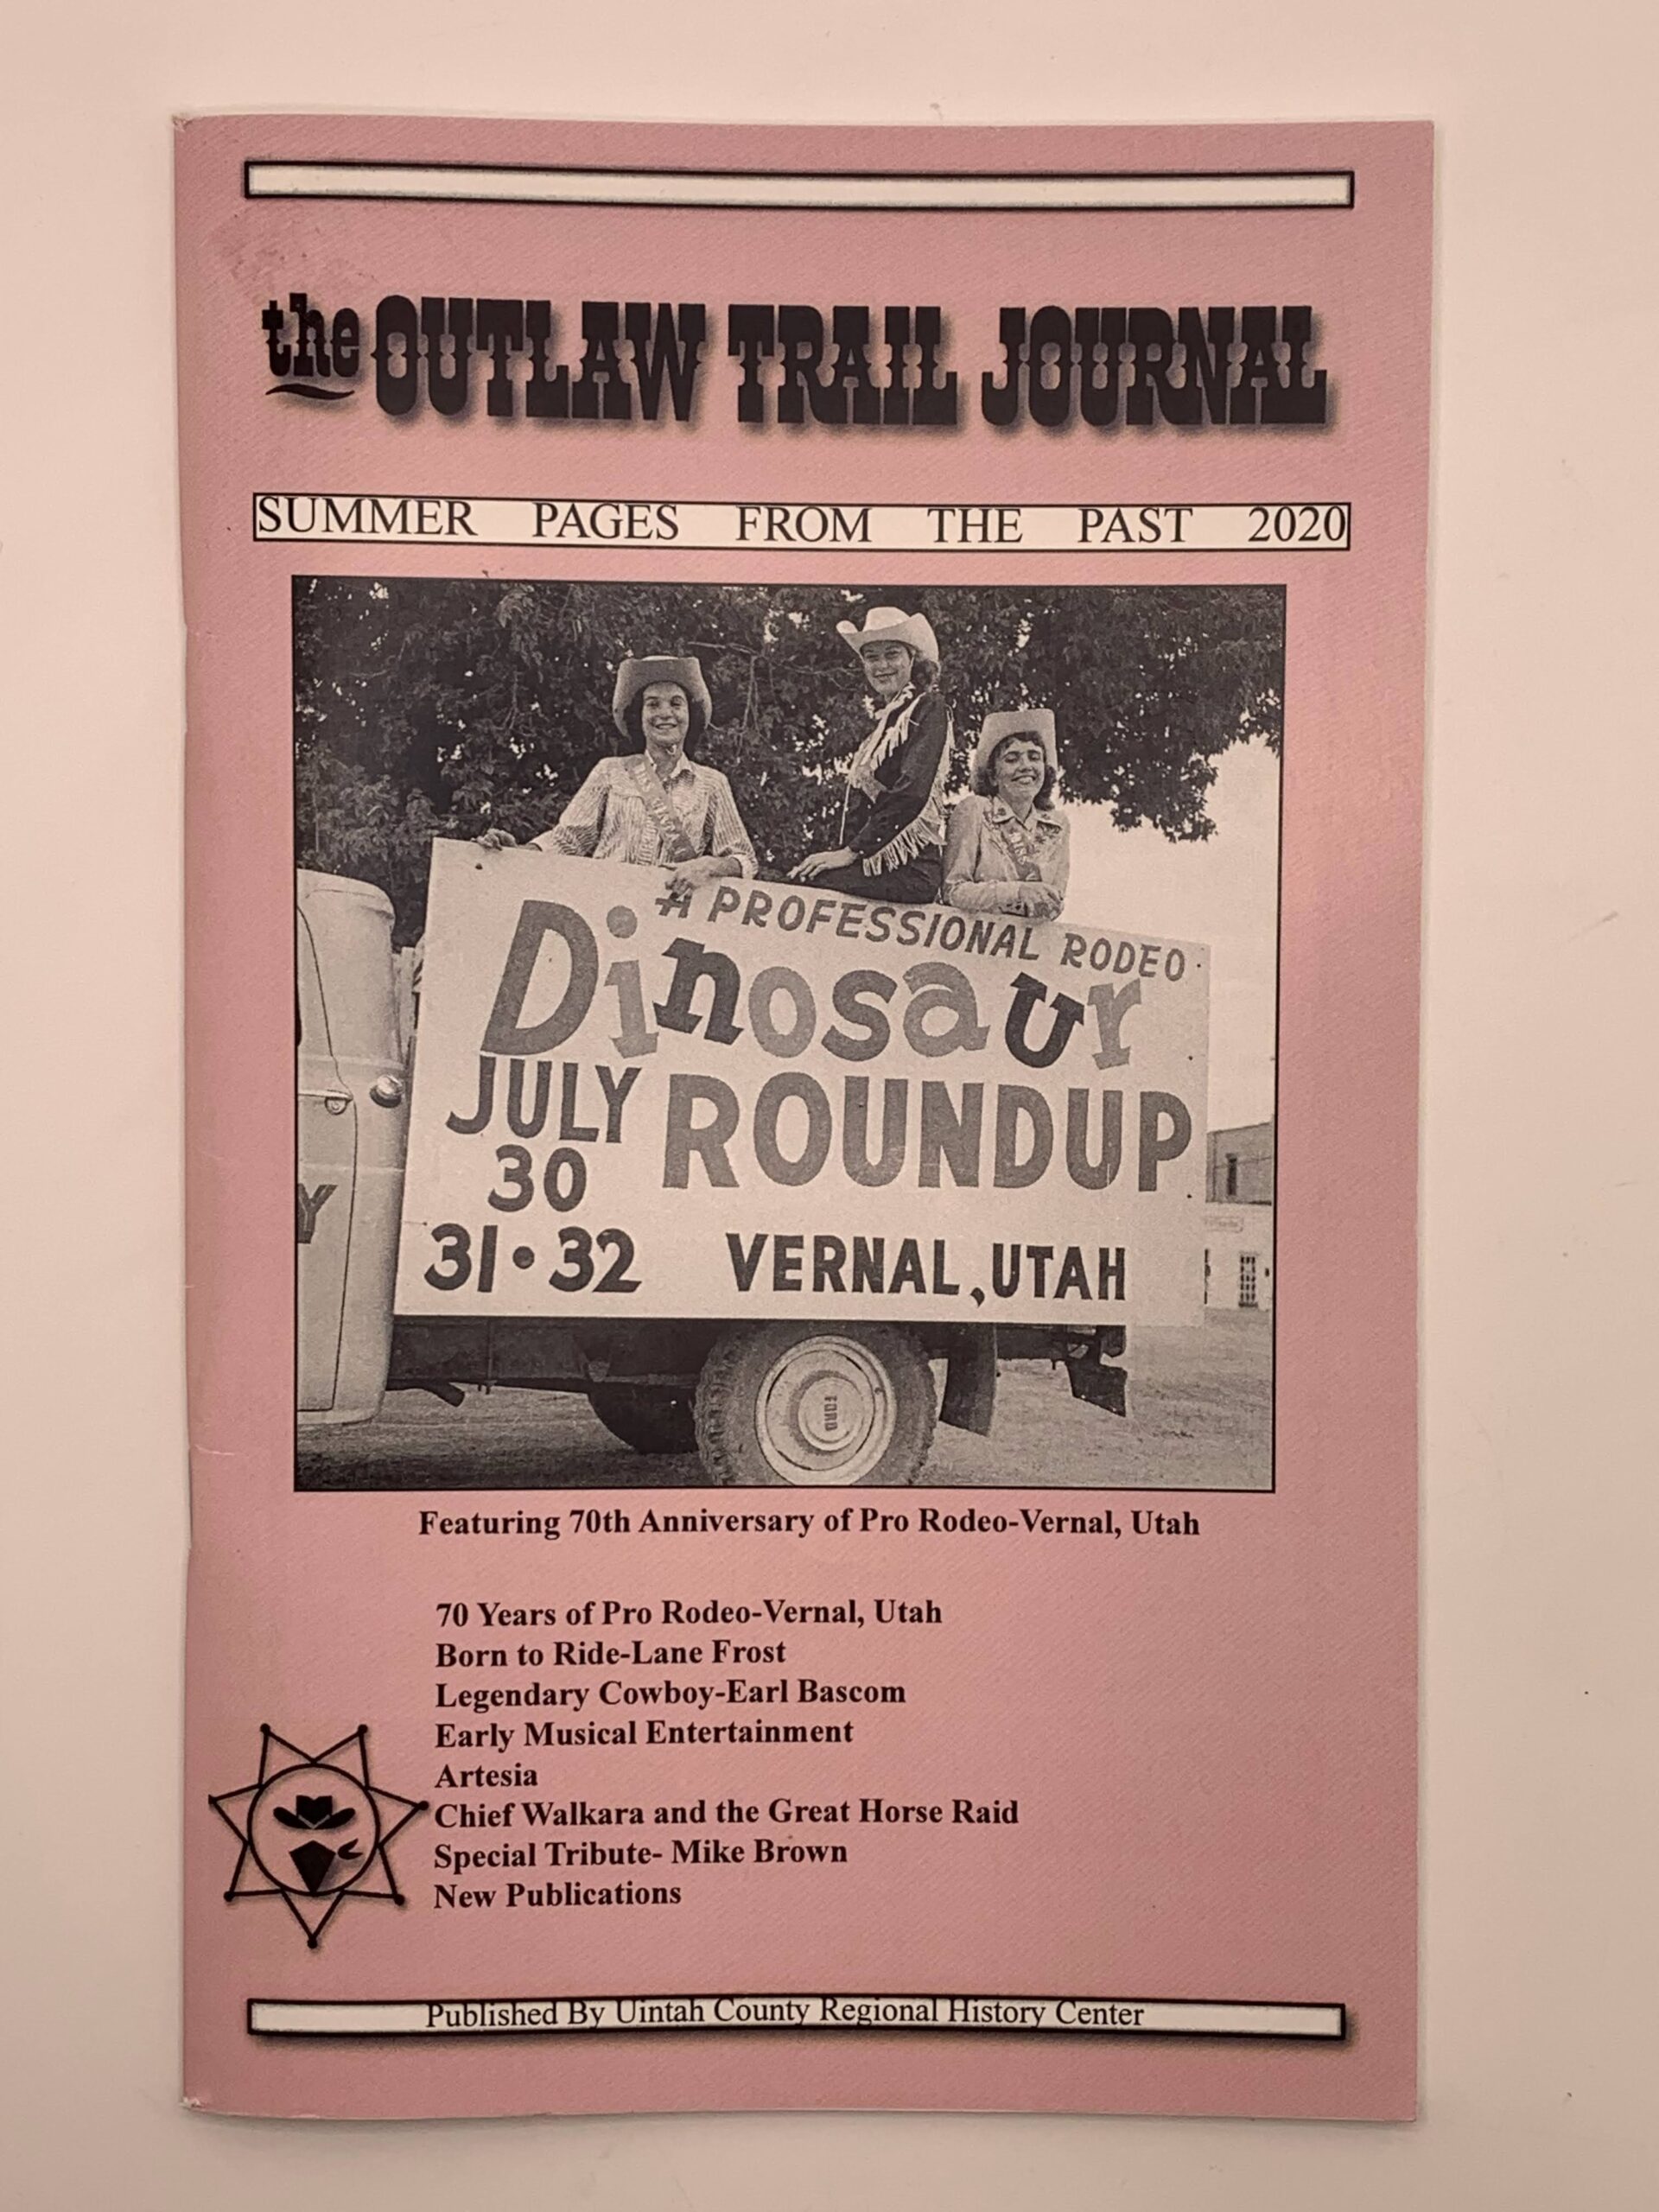 the OUTLAW TRAIL JOURNAL
SUMMER PAGES FROM THE PAST 2020
A PROFESSIONAL RODEO
Dinosaur
JULY ROUNDUP
30
31•32 VERNAL, UTAH
Y
FORD
MISS
Featuring 70th Anniversary of Pro Rodeo-Vernal, Utah
70 Years of Pro Rodeo-Vernal, Utah
Born to Ride-Lane Frost
Legendary Cowboy-Earl Bascom
Early Musical Entertainment
Artesia
Chief Walkara and the Great Horse Raid
Special Tribute- Mike Brown
New Publications
Published By Uintah County Regional History Center